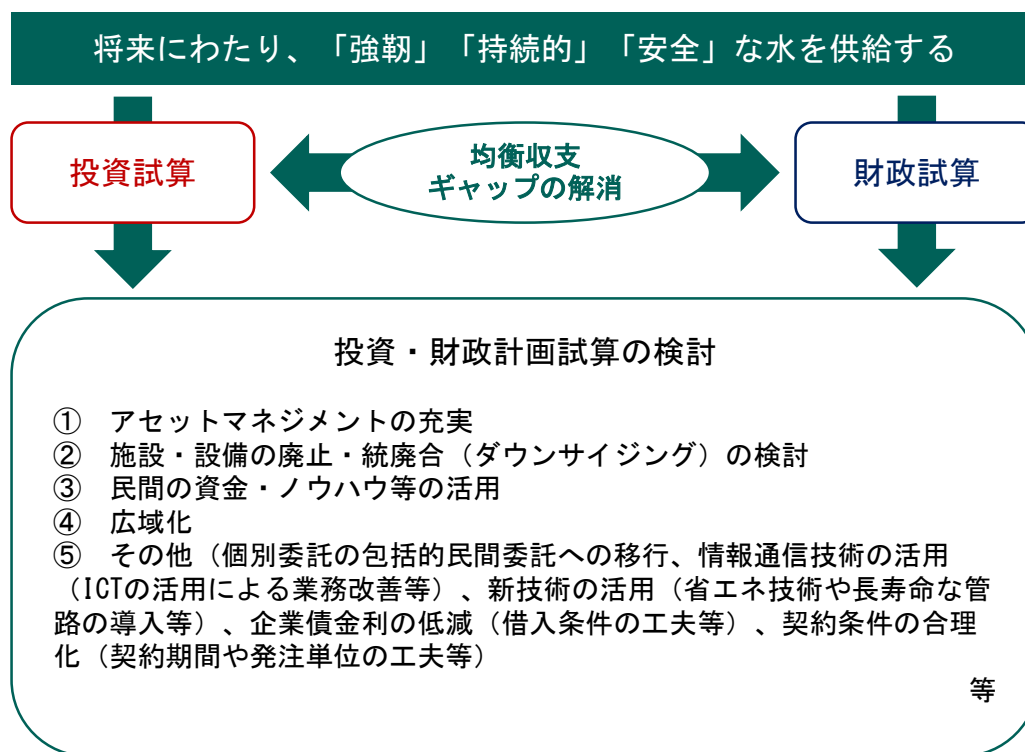 将来にわたり、「強靭」「持続的」「安全」な水を供給する
投資試算
均衡収支
ギャップの解消
財政試算
投資・財政計画試算の検討
①　アセットマネジメントの充実
②　施設・設備の廃止・統廃合（ダウンサイジング）の検討
③　民間の資金・ノウハウ等の活用
④　広域化
⑤　その他（個別委託の包括的民間委託への移行、情報通信技術の活用
（ICTの活用による業務改善等）、新技術の活用（省エネ技術や長寿命な管
路の導入等）、企業債金利の低減（借入条件の工夫等）、契約条件の合理
化（契約期間や発注単位の工夫等）
等